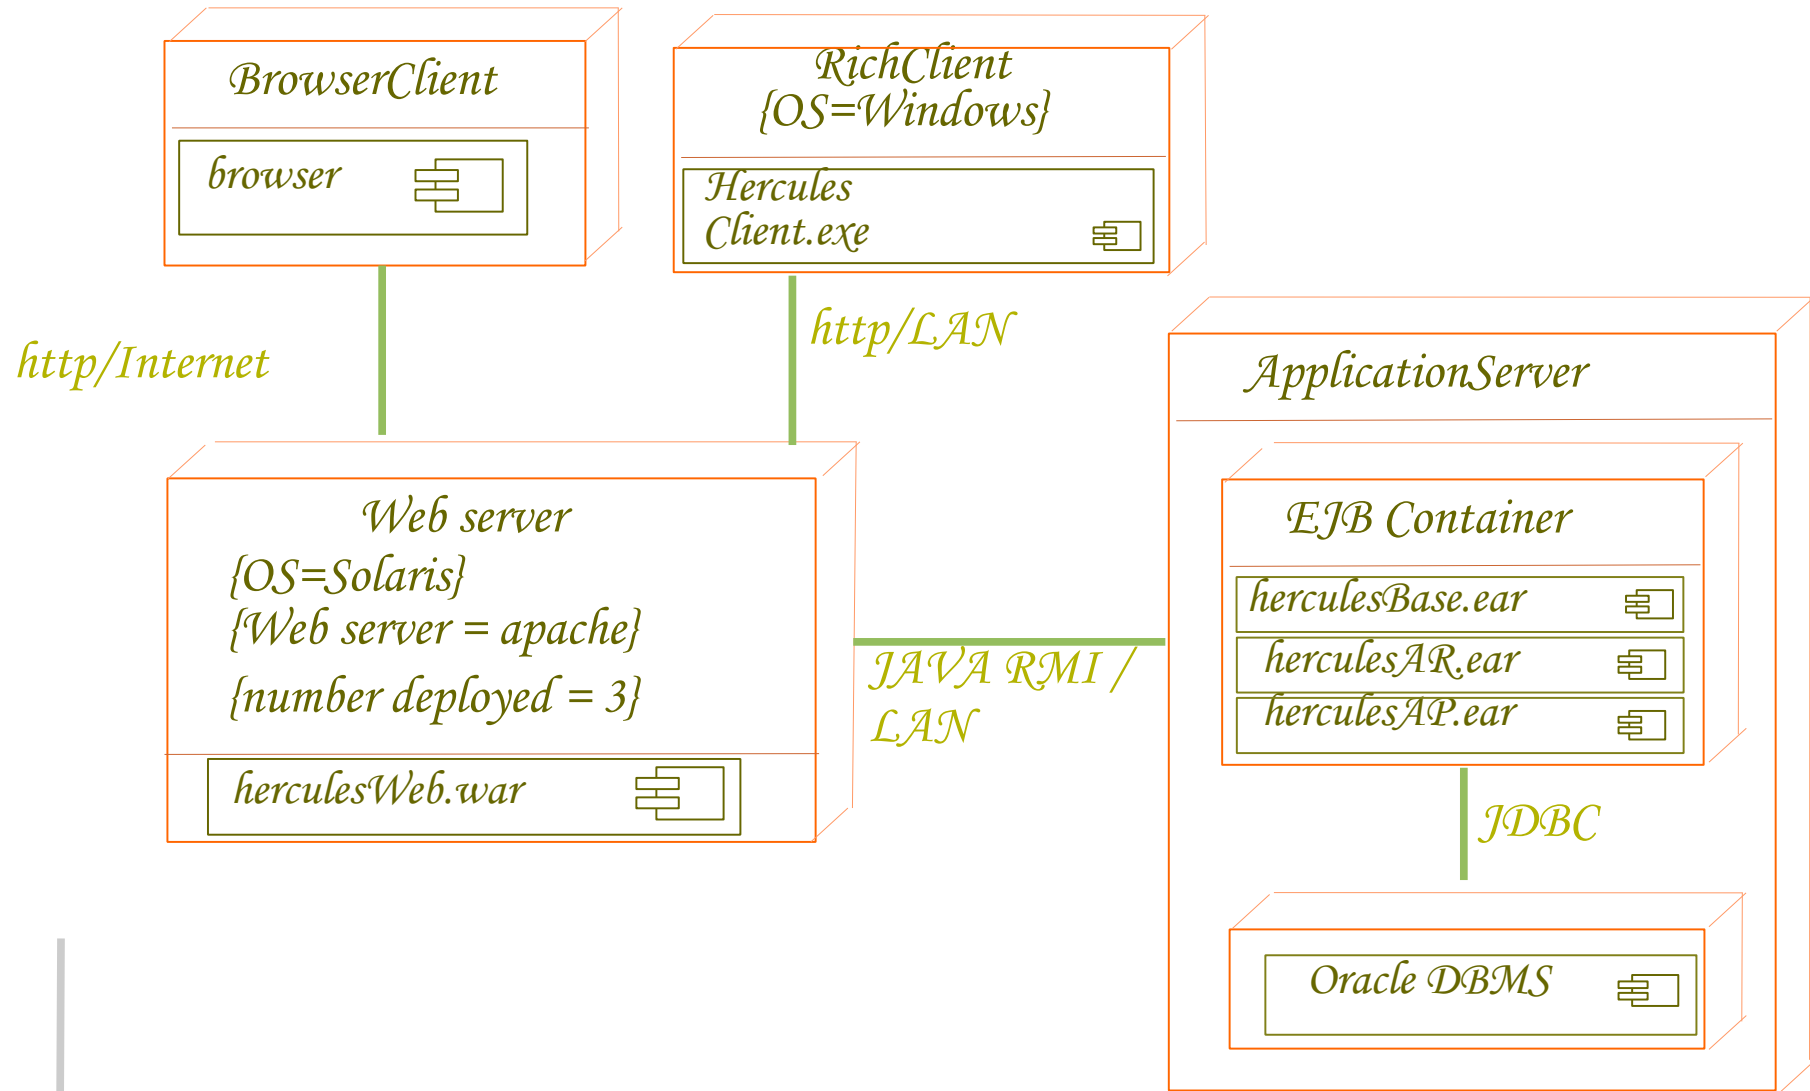 BrowserClient
browser
RichClient
{OS=Windows}
Hercules
Client.exe
http/Internet
http/LAN
Web server
{OS=Solaris}
{Web server = apache}
{number deployed = 3}
herculesWeb.war
JAVA RMI /
LAN
ApplicationServer
EJB Container
herculesBase.ear
herculesAR.ear
herculesAP.ear
JDBC
Oracle DBMS